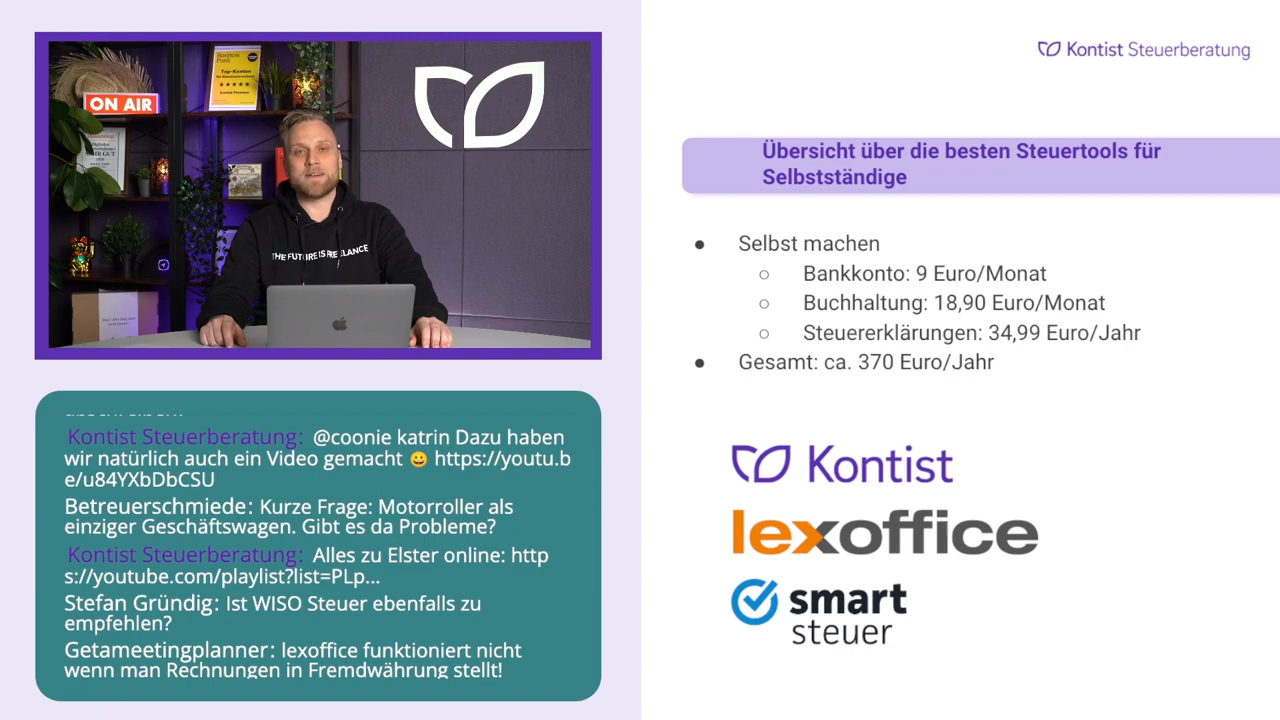 Business Punk
Top-Konten
ON AIR
THE FUTURE IS FREELANCE
Kontist Steuerberatung: @coonie katrin Dazu haben
wir natürlich auch ein Video gemacht 😀 https://youtu.b
e/u84YXbDbCSU
Betreuerschmiede: Kurze Frage: Motorroller als
einziger Geschäftswagen. Gibt es da Probleme?
Kontist Steuerberatung: Alles zu Elster online: http
s://youtube.com/playlist?list=PLp...
Stefan Gründig: Ist WISO Steuer ebenfalls zu
empfehlen?
Getameetingplanner: lexoffice funktioniert nicht
wenn man Rechnungen in Fremdwährung stellt!
Kontist Steuerberatung
Übersicht über die besten Steuertools für
Selbstständige
● Selbst machen
○ Bankkonto: 9 Euro/Monat
○ Buchhaltung: 18,90 Euro/Monat
○ Steuererklärungen: 34,99 Euro/Jahr
● Gesamt: ca. 370 Euro/Jahr
Kontist
lexoffice
smart
steuer